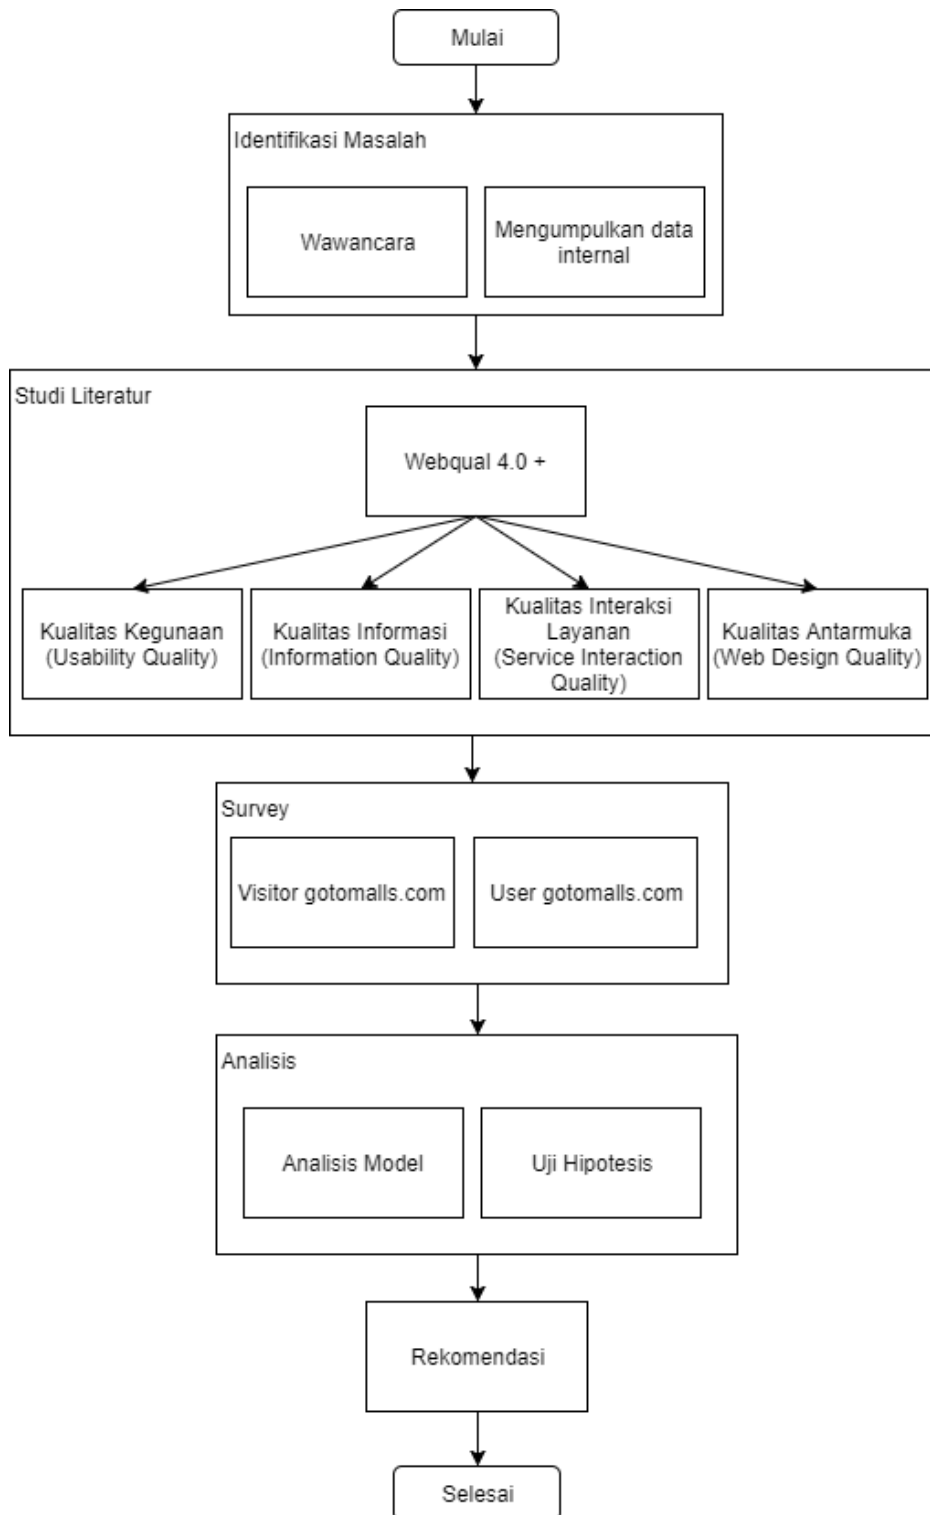 Mulai
Identifikasi Masalah
Wawancara
Mengumpulkan data
internal
Studi Literatur
Webqual 4.0 +
Kualitas Kegunaan
(Usability Quality)
Kualitas Informasi
(Information Quality)
Kualitas Interaksi
Layanan
(Service Interaction
Quality)
Kualitas Antarmuka
(Web Design Quality)
Survey
Visitor gotomalls.com
User gotomalls.com
Analisis
Analisis Model
Uji Hipotesis
Rekomendasi
Selesai